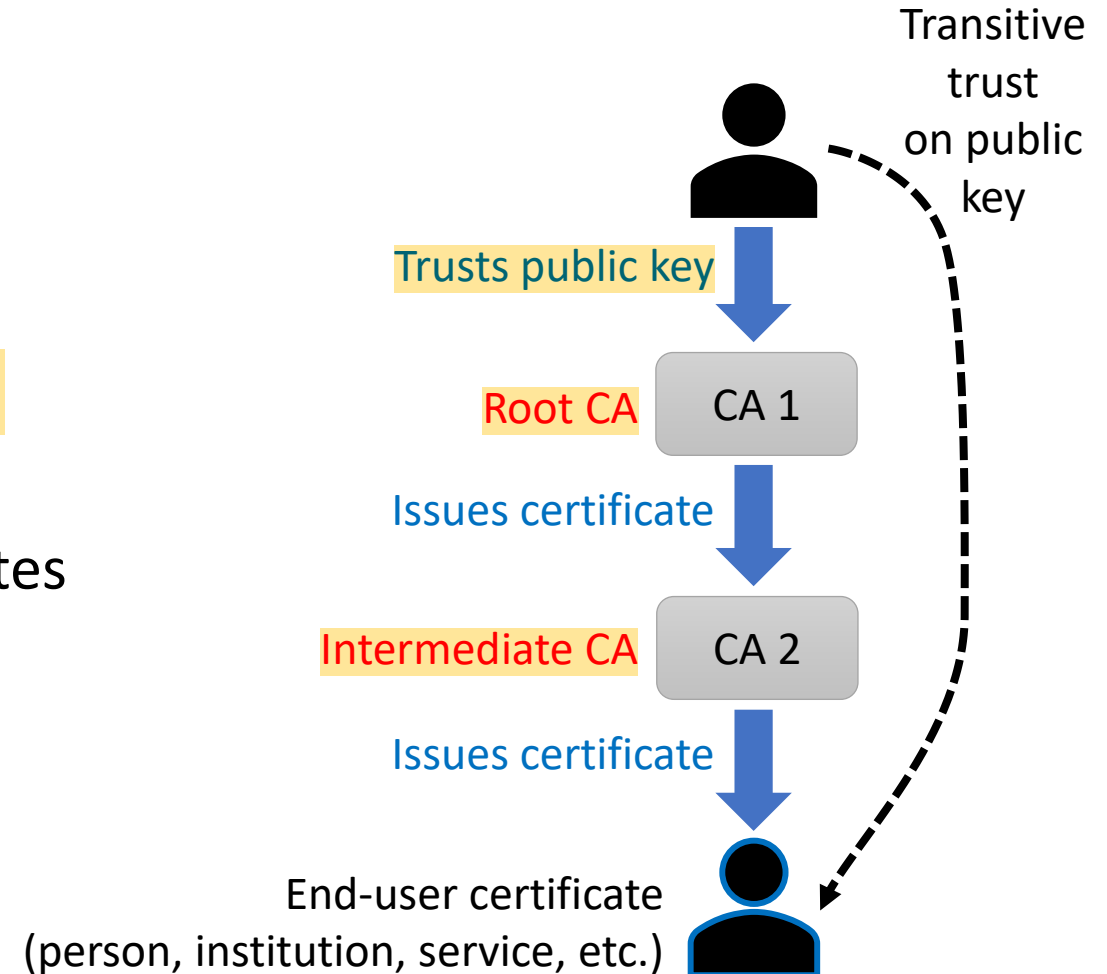 Transitive
trust
on public
key
Trusts public key
Root CA
CA 1
Issues certificate
tes
Intermediate CA
CA 2
Issues certificate
End-user certificate
(person, institution, service, etc.)